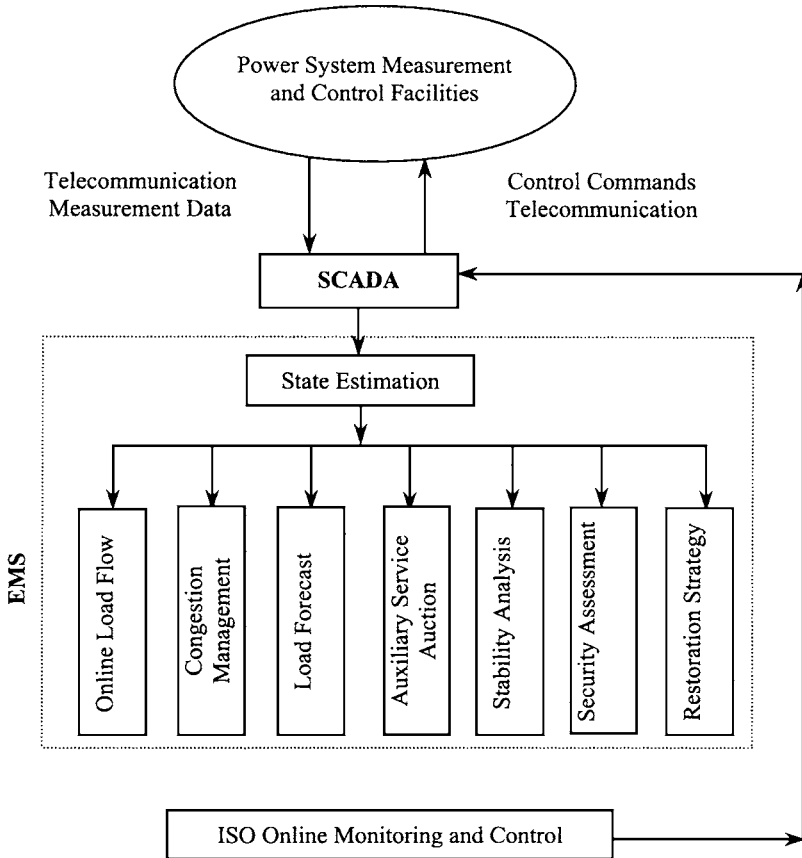 Power System Measurement
and Control Facilities
Telecommunication
Measurement Data
Control Commands
Telecommunication
SCADA
State Estimation
EMS
Online Load Flow
Congestion
Management
Load Forecast
Auxiliary Service
Auction
Stability Analysis
Security Assessment
Restoration Strategy
ISO Online Monitoring and Control